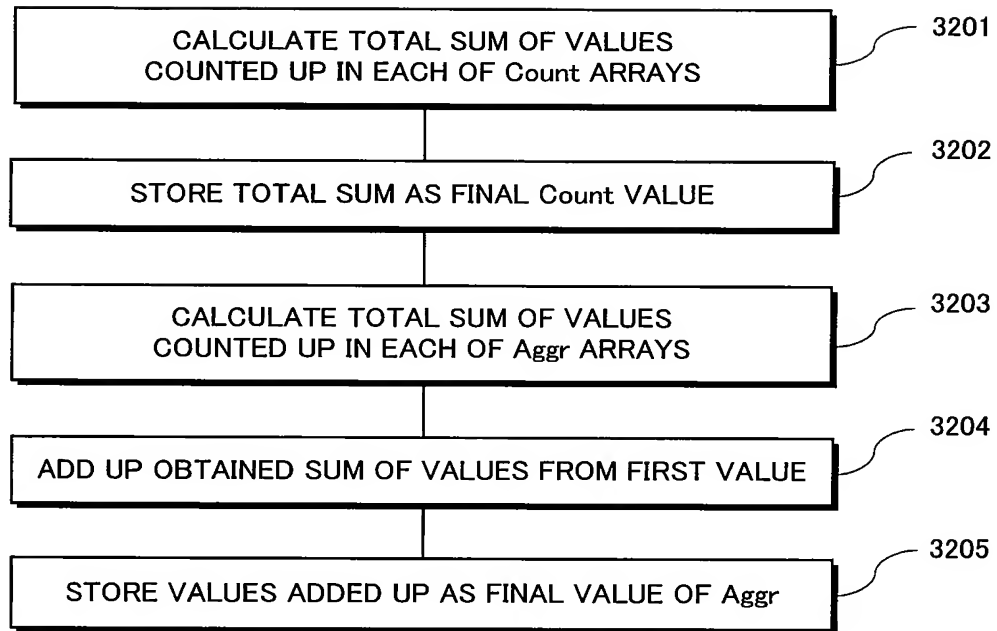 CALCULATE TOTAL SUM OF VALUES
COUNTED UP IN EACH OF Count ARRAYS
3201
STORE TOTAL SUM AS FINAL Count VALUE
3202
CALCULATE TOTAL SUM OF VALUES
COUNTED UP IN EACH OF Aggr ARRAYS
3203
ADD UP OBTAINED SUM OF VALUES FROM FIRST VALUE
3204
STORE VALUES ADDED UP AS FINAL VALUE OF Aggr
3205